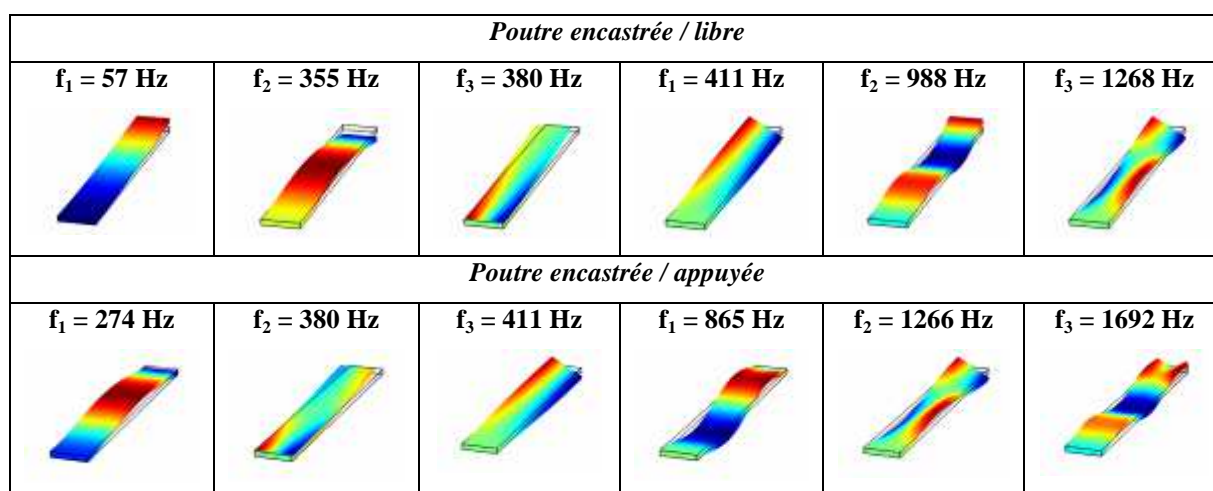 Poutre encastrée / libre
f₁ = 57 Hz f₂ = 355 Hz f₃ = 380 Hz f₁ = 411 Hz f₂ = 988 Hz f₃ = 1268 Hz
Poutre encastrée / appuyée
f₁ = 274 Hz f₂ = 380 Hz f₃ = 411 Hz f₁ = 865 Hz f₂ = 1266 Hz f₃ = 1692 Hz